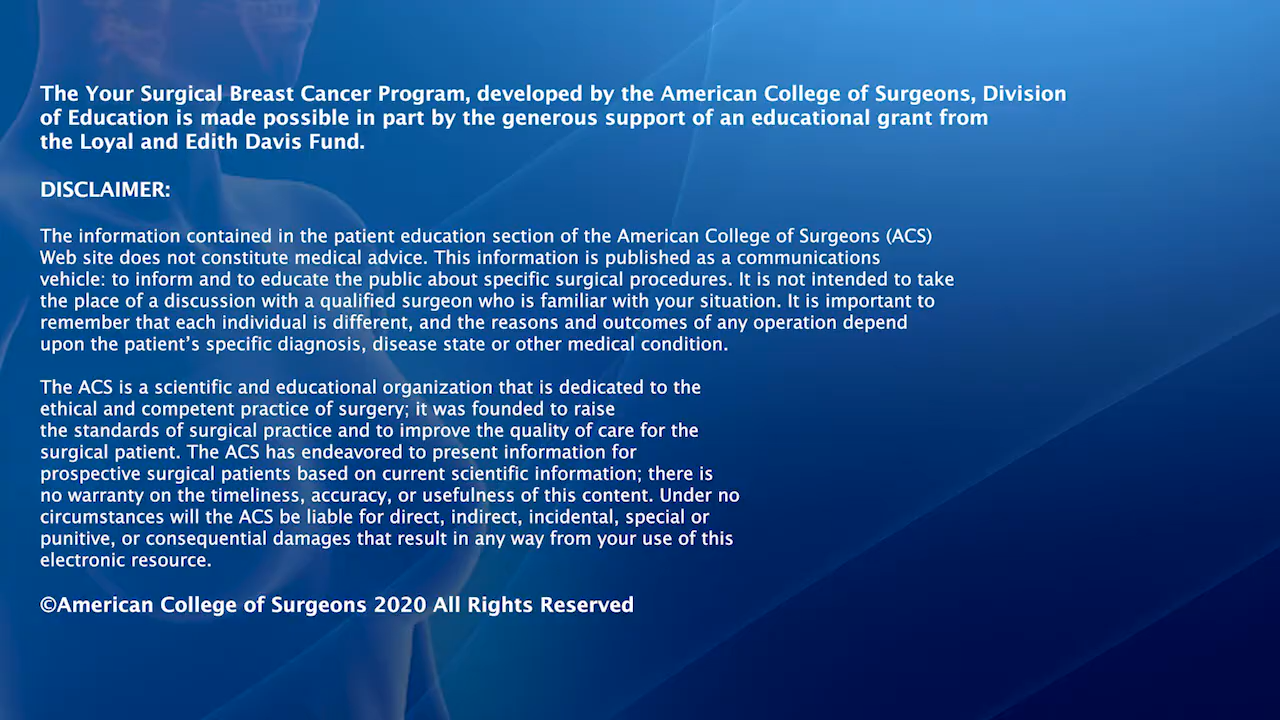 The Your Surgical Breast Cancer Program, developed by the American College of Surgeons, Division
of Education is made possible in part by the generous support of an educational grant from
the Loyal and Edith Davis Fund.
DISCLAIMER:
The information contained in the patient education section of the American College of Surgeons (ACS)
Web site does not constitute medical advice. This information is published as a communications
vehicle: to inform and to educate the public about specific surgical procedures. It is not intended to take
the place of a discussion with a qualified surgeon who is familiar with your situation. It is important to
remember that each individual is different, and the reasons and outcomes of any operation depend
upon the patient’s specific diagnosis, disease state or other medical condition.
The ACS is a scientific and educational organization that is dedicated to the
ethical and competent practice of surgery; it was founded to raise
the standards of surgical practice and to improve the quality of care for the
surgical patient. The ACS has endeavored to present information for
prospective surgical patients based on current scientific information; there is
no warranty on the timeliness, accuracy, or usefulness of this content. Under no
circumstances will the ACS be liable for direct, indirect, incidental, special or
punitive, or consequential damages that result in any way from your use of this
electronic resource.
©American College of Surgeons 2020 All Rights Reserved